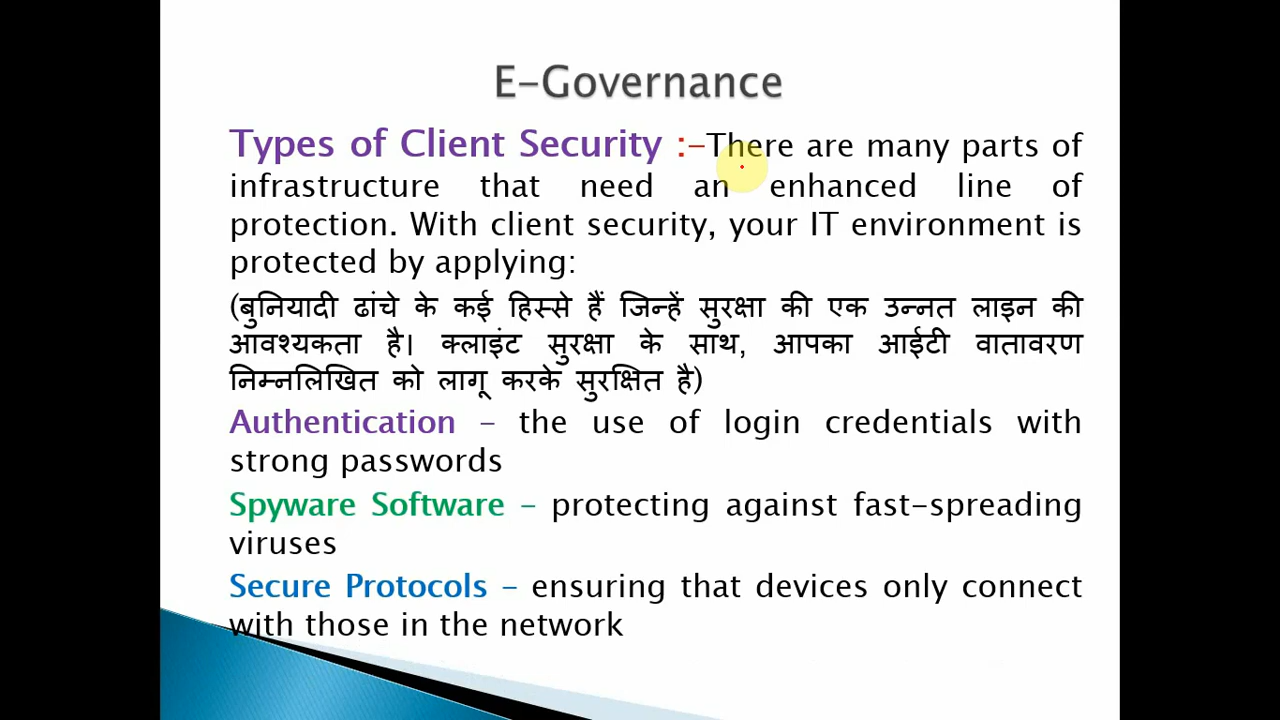 E-Governance
Types of Client Security :-There are many parts of
infrastructure that need an enhanced line of
protection. With client security, your IT environment is
protected by applying:
(बुनियादी ढांचे के कई हिस्से हैं जिन्हें सुरक्षा की एक उन्नत लाइन की
आवश्यकता है। क्लाइंट सुरक्षा के साथ, आपका आईटी वातावरण
निम्नलिखित को लागू करके सुरक्षित है)
Authentication – the use of login credentials with
strong passwords
Spyware Software – protecting against fast-spreading
viruses
Secure Protocols – ensuring that devices only connect
with those in the network